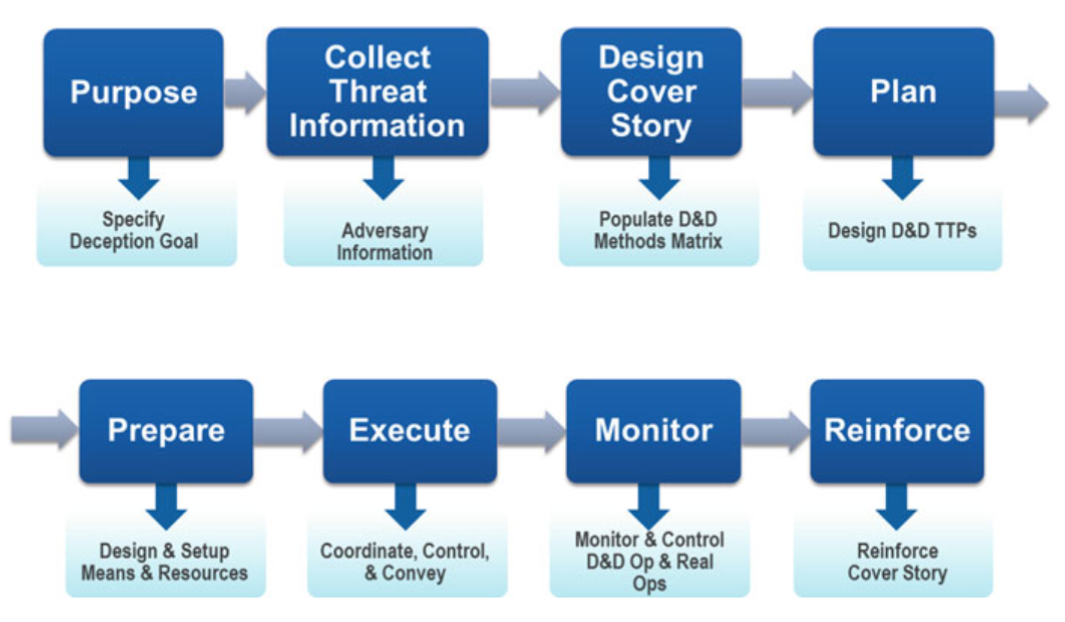 Purpose
Collect
Threat
Information
Design
Cover
Story
Plan
Specify
Deception Goal
Adversary
Information
Populate D&D
Methods Matrix
Design D&D TTPs
Prepare
Execute
Monitor
Reinforce
Design & Setup
Means & Resources
Coordinate, Control,
& Convey
Monitor & Control
D&D Op & Real
Ops
Reinforce
Cover Story